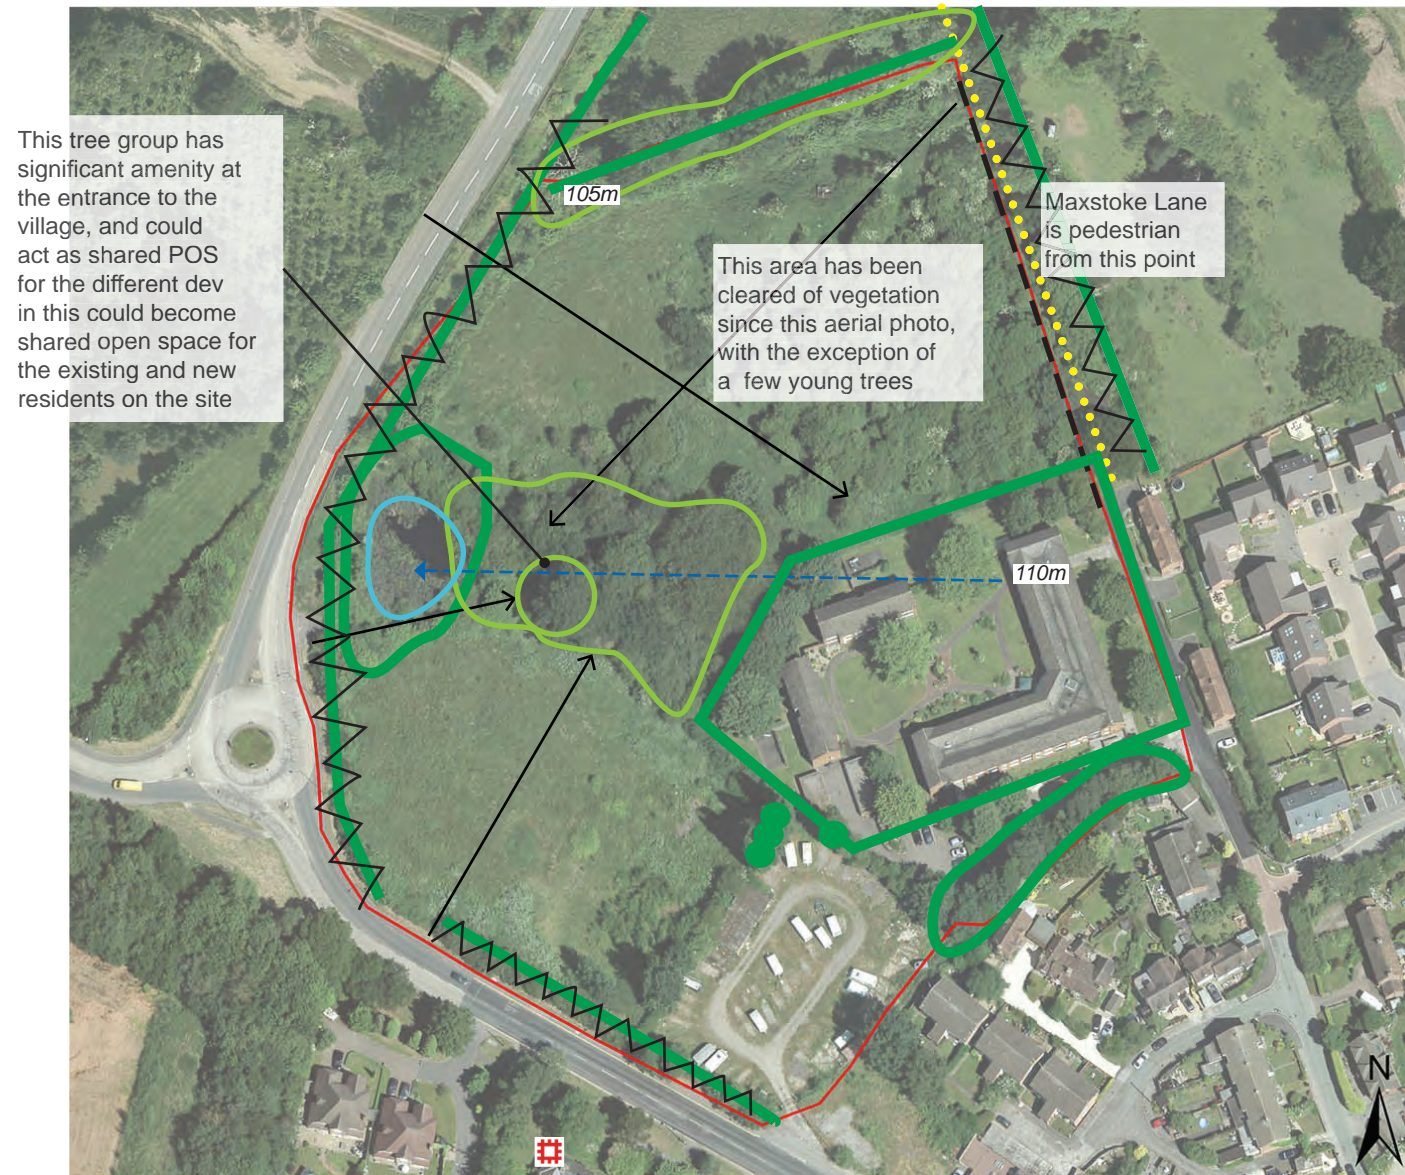 This tree group has
significant amenity at
the entrance to the
village, and could
act as shared POS
for the different dev
in this could become
shared open space for
the existing and new
residents on the site
105m
This area has been
cleared of vegetation
since this aerial photo,
with the exception of
a few young trees
Maxstoke Lane
is pedestrian
from this point
110m
N